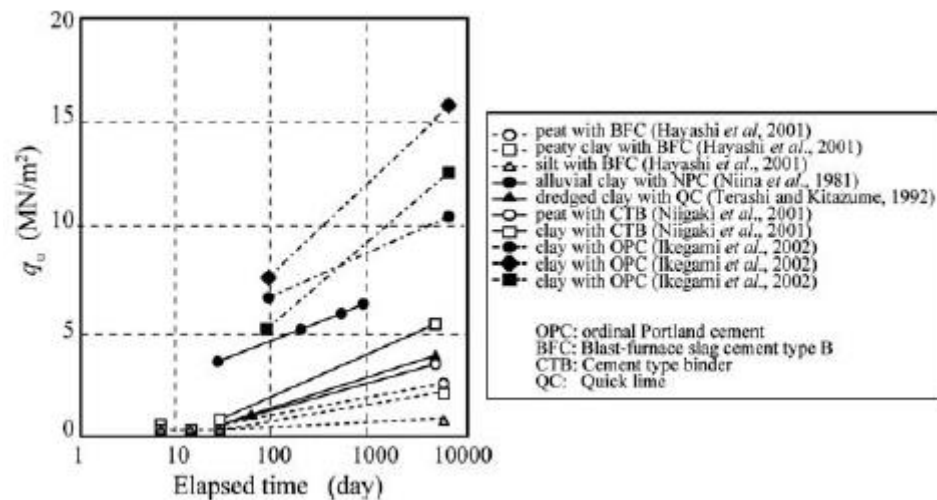 20
15
10
5
0
q_u (MN/m²)
1 10 100 1000 10000
Elapsed time (day)
peat with BFC (Hayashi et al, 2001)
peaty clay with BFC (Hayashi et al., 2001)
silt with BFC (Hayashi et al., 2001)
alluvial clay with NPC (Niina et al., 1981)
dredged clay with QC (Terashi and Kitazume, 1992)
peat with CTB (Niigaki et al., 2001)
clay with CTB (Niigaki et al., 2001)
clay with OPC (Ikegami et al., 2002)
clay with OPC (Ikegami et al., 2002)
clay with OPC (Ikegami et al., 2002)
OPC: ordinal Portland cement
BFC: Blast-furnace slag cement type B
CTB: Cement type binder
QC: Quick lime